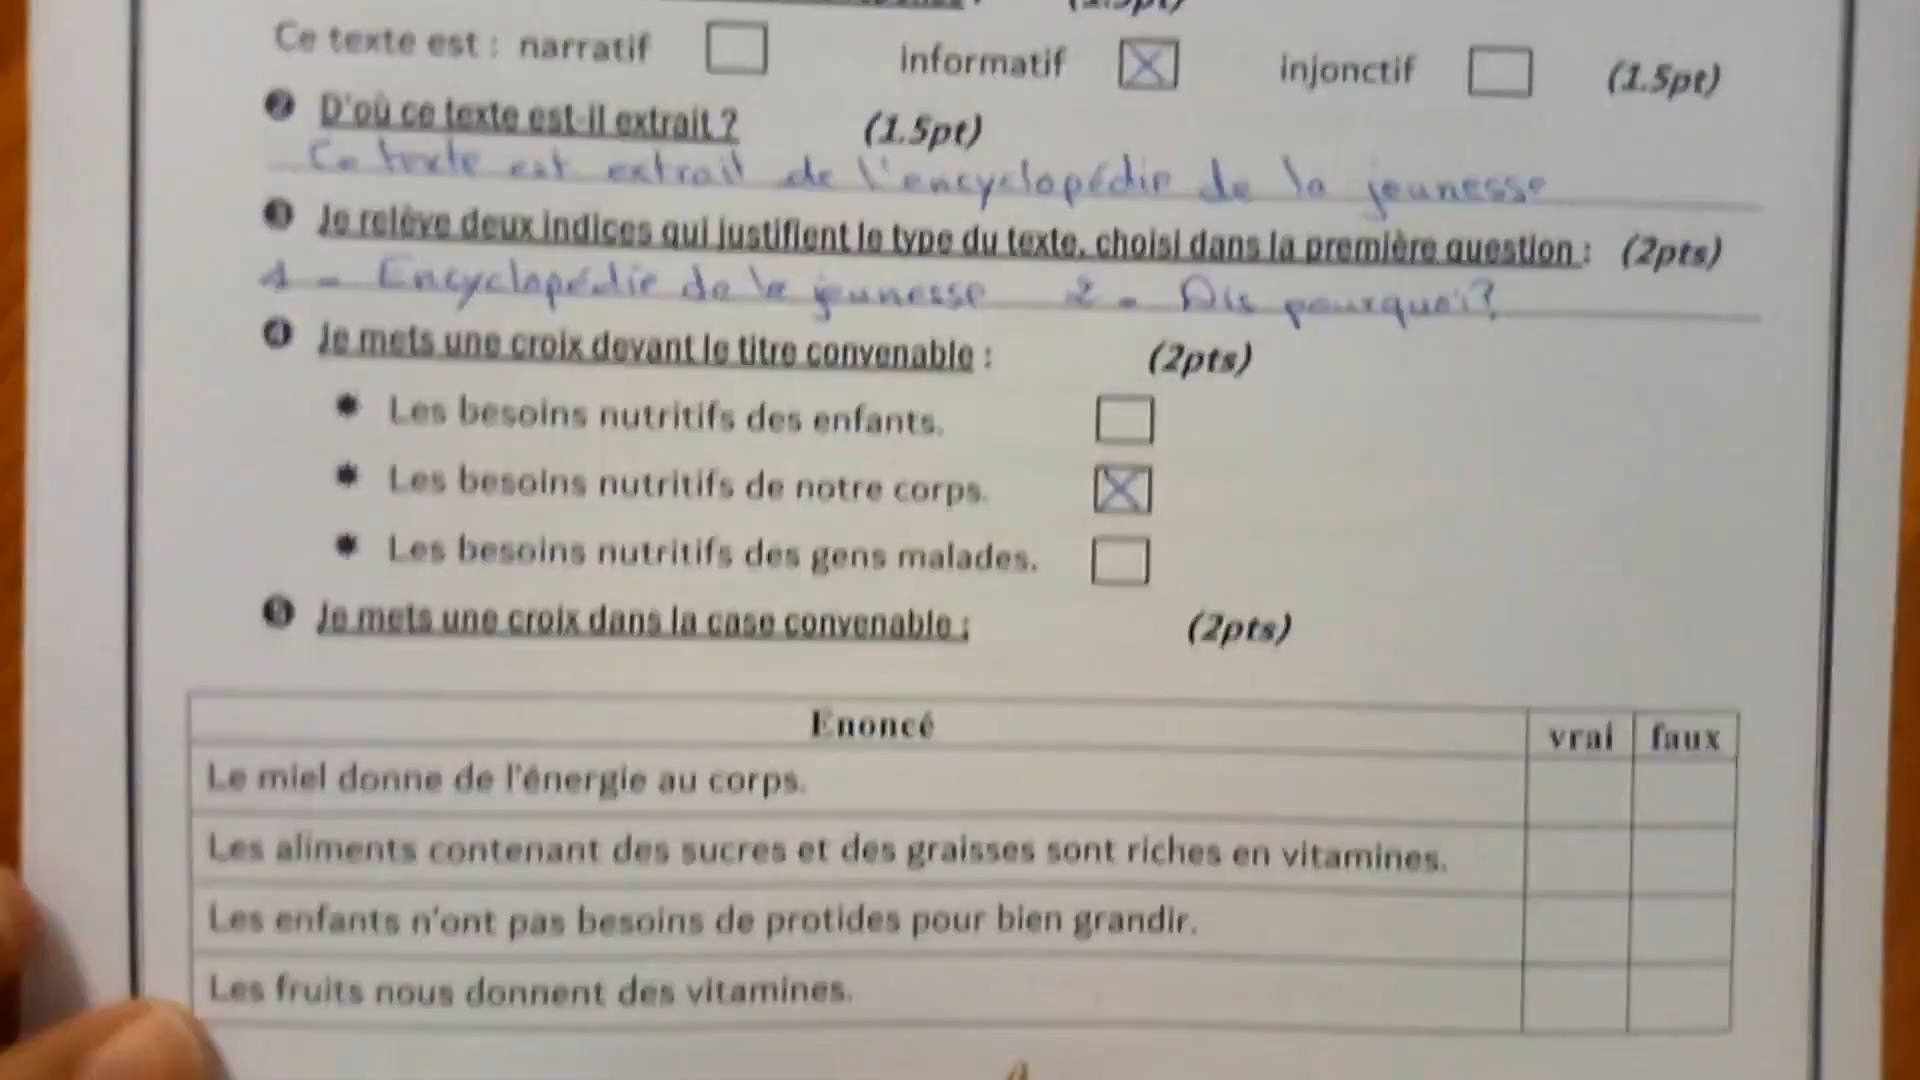 (1.5pt)
Ce texte est : narratif informatif injonctif (1.5pt)
❷ D'où ce texte est-il extrait ? (1.5pt)
Ce texte est extrait de l'encyclopédie de la jeunesse
❸ Je relève deux indices qui justifient le type du texte, choisi dans la première question : (2pts)
1 - Encyclopédie de la jeunesse 2 - Dis pourquoi ?
❹ Je mets une croix devant le titre convenable : (2pts)
Les besoins nutritifs des enfants.
Les besoins nutritifs de notre corps.
Les besoins nutritifs des gens malades.
❺ Je mets une croix dans la case convenable : (2pts)
Enoncé vrai faux
Le miel donne de l'énergie au corps.
Les aliments contenant des sucres et des graisses sont riches en vitamines.
Les enfants n'ont pas besoins de protides pour bien grandir.
Les fruits nous donnent des vitamines.